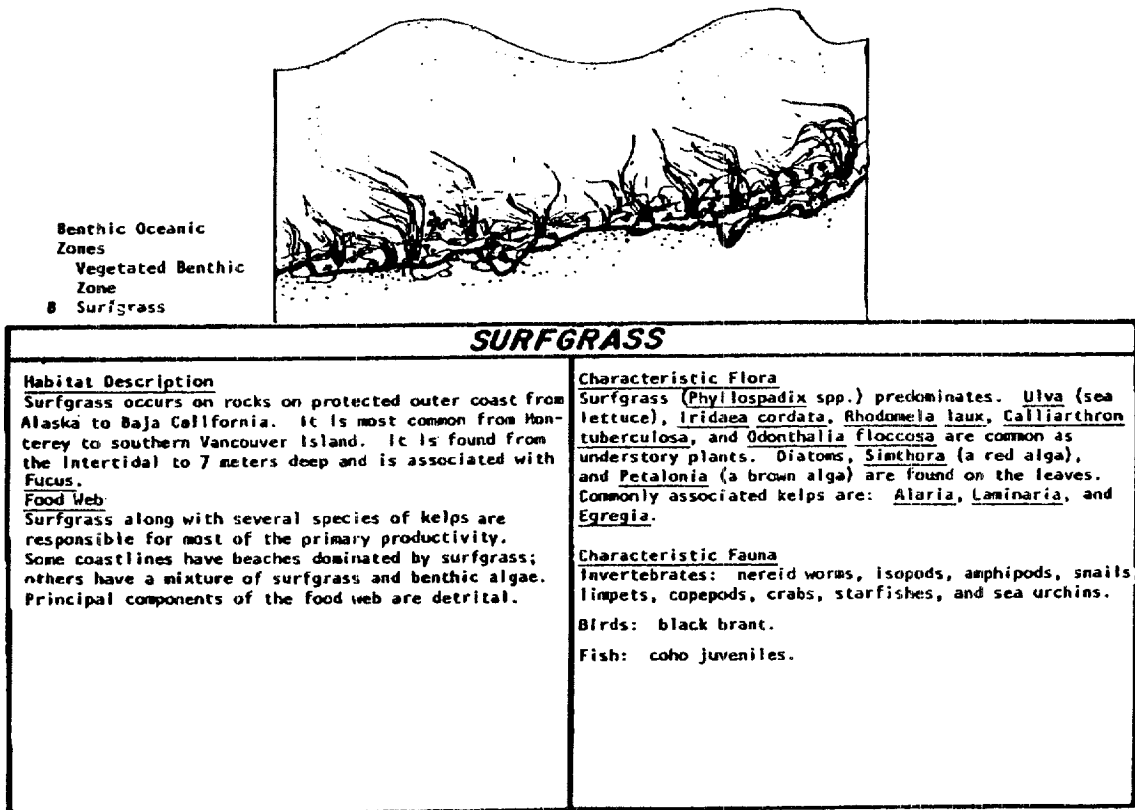 Benthic Oceanic
Zones
Vegetated Benthic
Zone
8 Surfgrass
SURFGRASS
Habitat Description
Surfgrass occurs on rocks on protected outer coast from
Alaska to Baja California. It is most common from Mon-
terey to southern Vancouver Island. It is found from
the Intertidal to 7 meters deep and is associated with
Fucus.
Food Web
Surfgrass along with several species of kelps are
responsible for most of the primary productivity.
Some coastlines have beaches dominated by surfgrass;
others have a mixture of surfgrass and benthic algae.
Principal components of the food web are detrital.
Characteristic Flora
Surfgrass (Phyllospadix spp.) predominates. Ulva (sea
lettuce), Iridaea cordata, Rhodomela laux, Calliarthron
tuberculosa, and Odonthalia floccosa are common as
understory plants. Diatoms, Simthora (a red alga),
and Petalonia (a brown alga) are found on the leaves.
Commonly associated kelps are: Alaria, Laminaria, and
Egregia.
Characteristic Fauna
Invertebrates: nereid worms, isopods, amphipods, snails
limpets, copepods, crabs, starfishes, and sea urchins.
Birds: black brant.
Fish: coho juveniles.